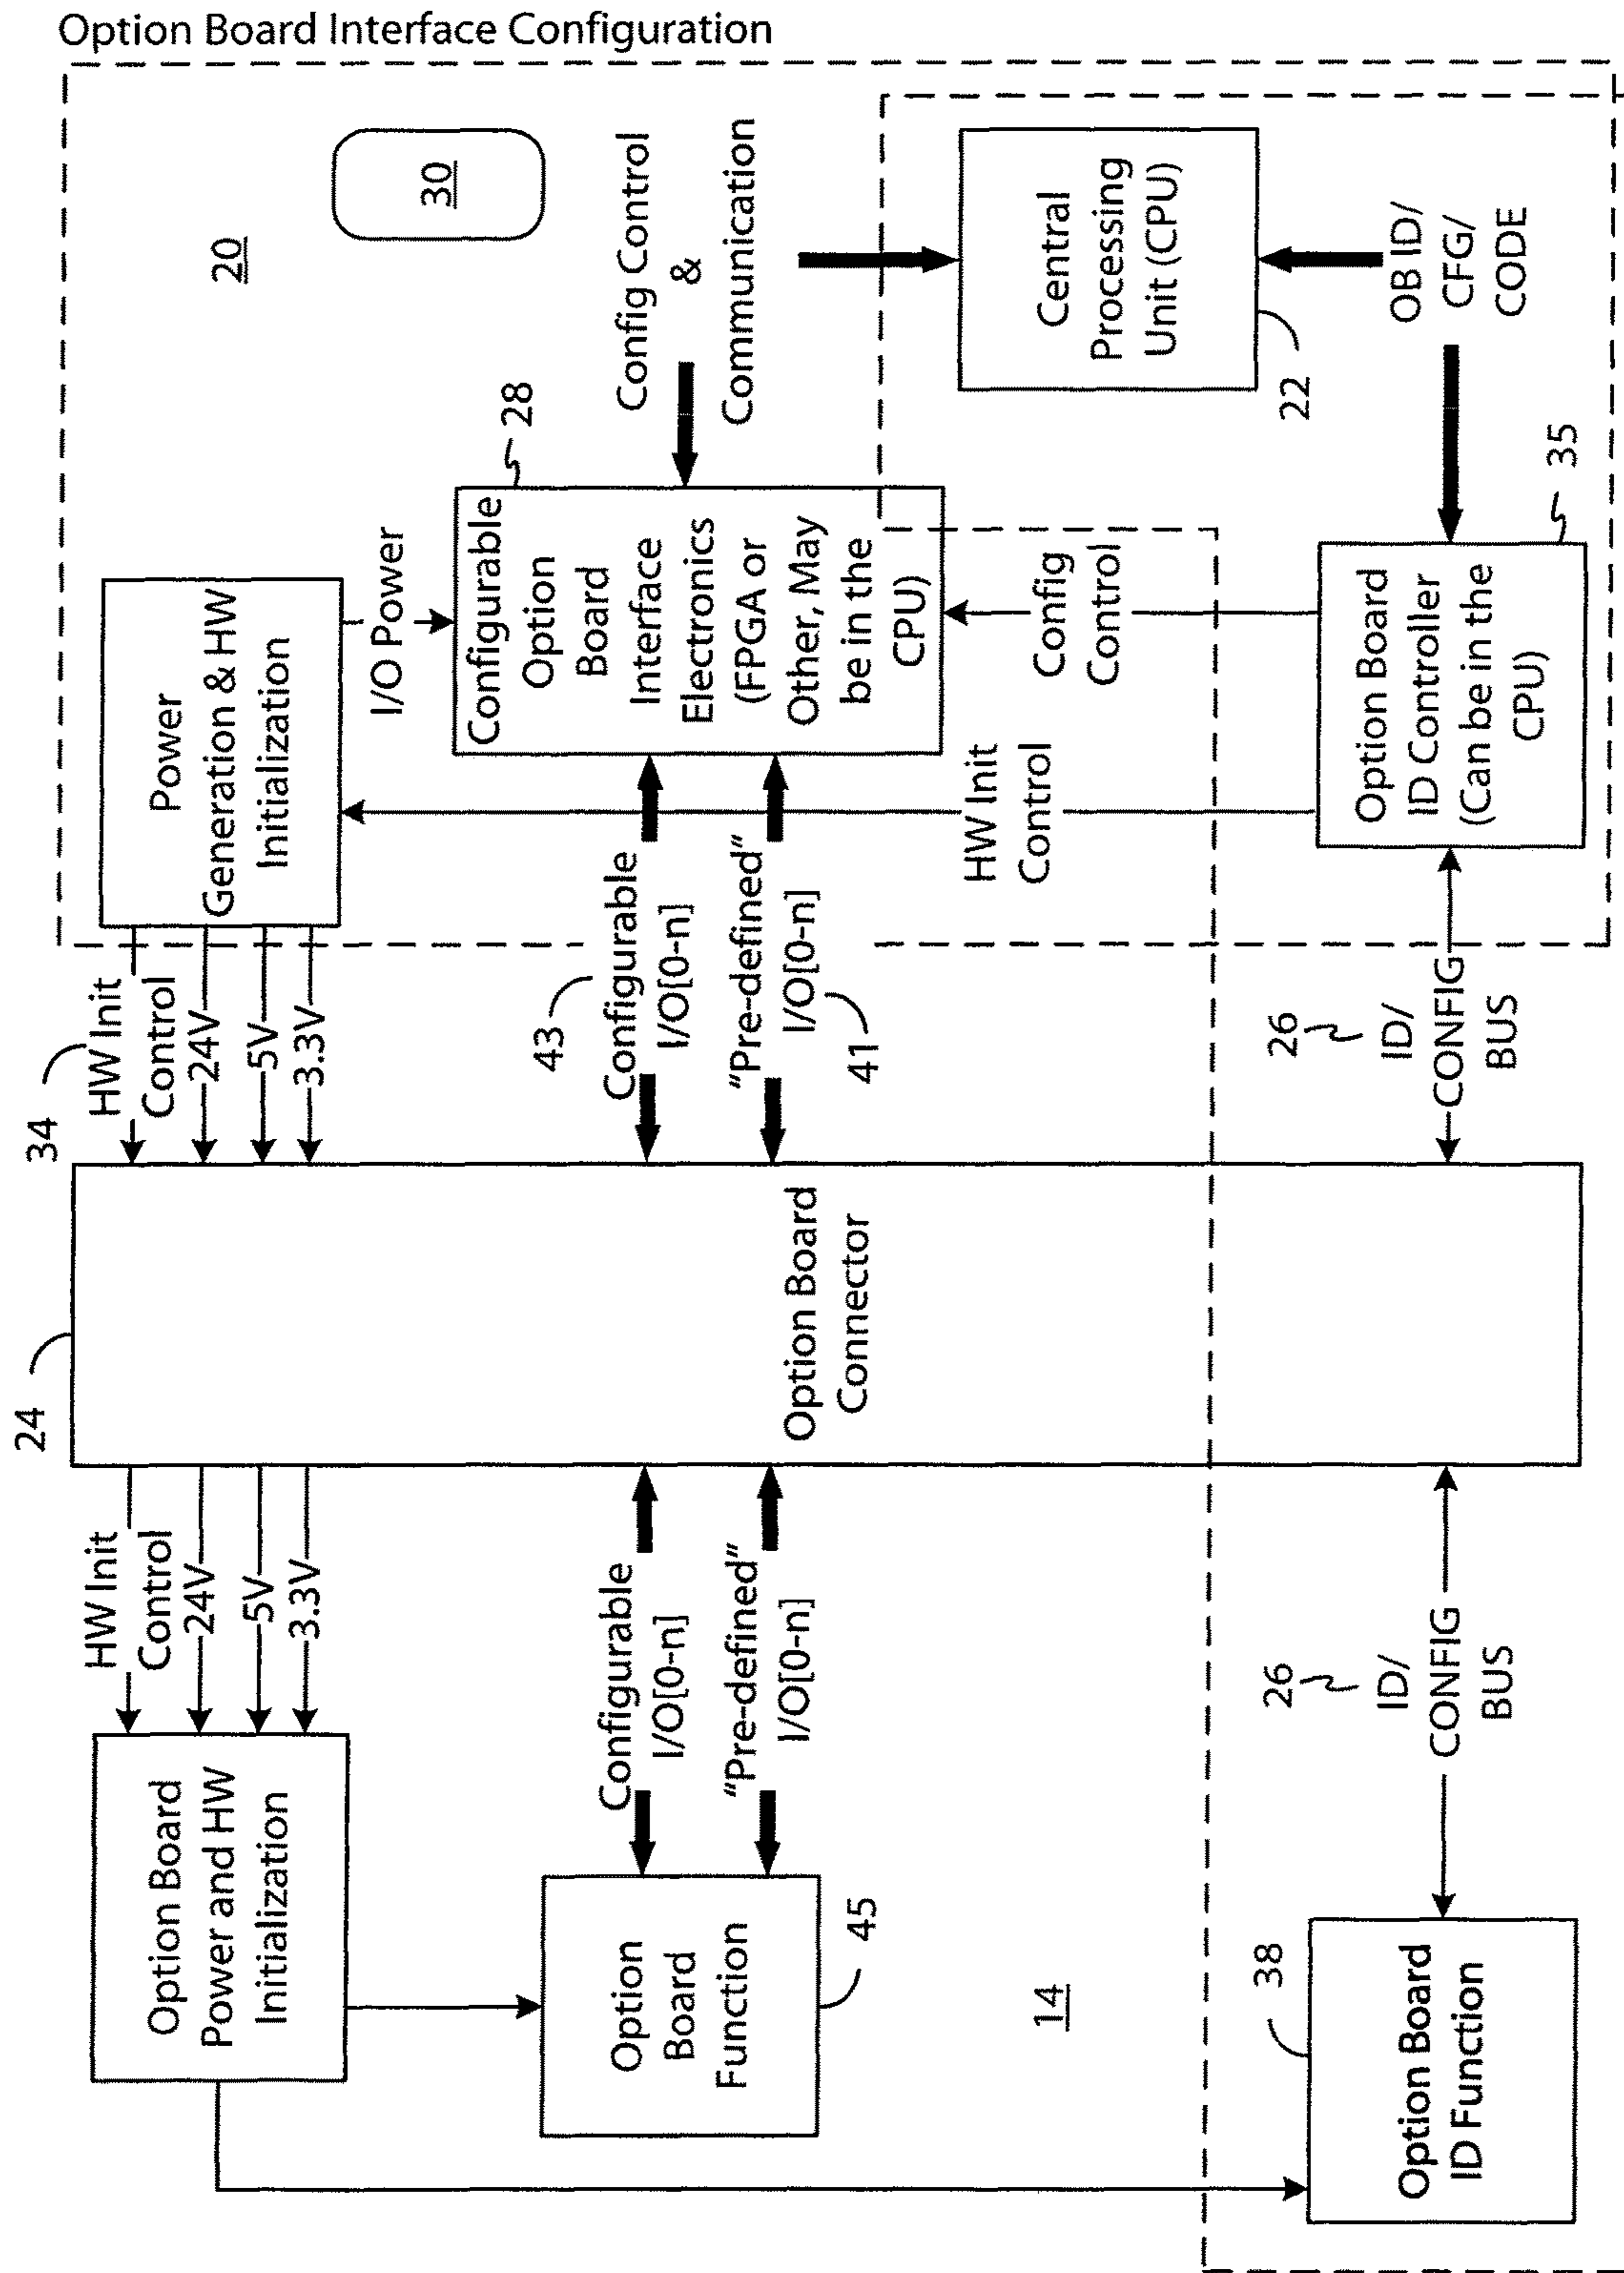 Option Board Interface Configuration
24
34
HW Init
Control
24V
5V
3.3V
HW Init
Control
24V
5V
3.3V
Option Board
Power and HW
Initialization
Power
Generation & HW
Initialization
20
30
I/O Power
28
Config Control
&
Communication
43
Configurable
I/O[0-n]
"Pre-defined"
I/O[0-n]
Configurable
I/O[0-n]
"Pre-defined"
I/O[0-n]
41
Option
Board
Function
45
Option Board
Connector
Configurable
Option
Board
Interface
Electronics
(FPGA or
Other, May
be in the
CPU)
HW Init
Control
Config
Control
Central
Processing
Unit (CPU)
22
14
38
26
ID/
CONFIG
BUS
26
ID/
CONFIG
BUS
Option Board
ID Function
Option Board
ID Controller
(Can be in the
CPU)
35
OB ID/
CFG/
CODE